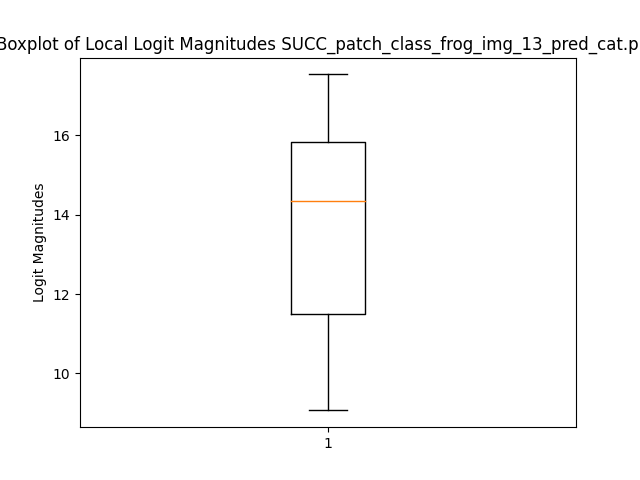 Boxplot of Local Logit Magnitudes SUCC_patch_class_frog_img_13_pred_cat.p
Logit Magnitudes
16
14
12
10
1